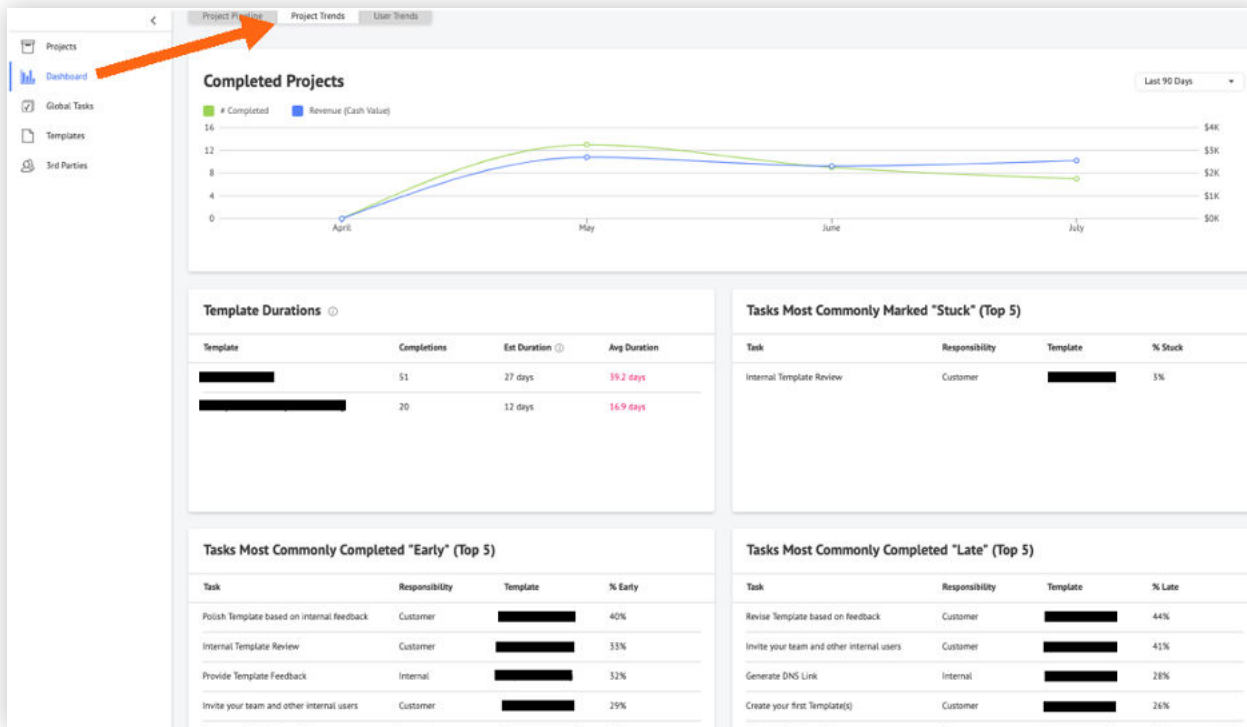 Project Pipeline Project Trends User Trends
Projects
Dashboard
Global Tasks
Templates
3rd Parties
Completed Projects
Last 90 Days
# Completed Revenue (Cash Value)
16 $4K
12 $3K
8 $2K
4 $1K
0 $0K
April May June July
Template Durations
Template Completions Est Duration Avg Duration
51 27 days 39.2 days
20 12 days 16.9 days
Tasks Most Commonly Marked "Stuck" (Top 5)
Task Responsibility Template % Stuck
Internal Template Review Customer 3%
Tasks Most Commonly Completed "Early" (Top 5)
Task Responsibility Template % Early
Polish Template based on internal feedback Customer 40%
Internal Template Review Customer 33%
Provide Template Feedback Internal 32%
Invite your team and other internal users Customer 29%
Tasks Most Commonly Completed "Late" (Top 5)
Task Responsibility Template % Late
Revise Template based on feedback Customer 44%
Invite your team and other internal users Customer 41%
Generate DNS Link Internal 28%
Create your first Template(s) Customer 26%